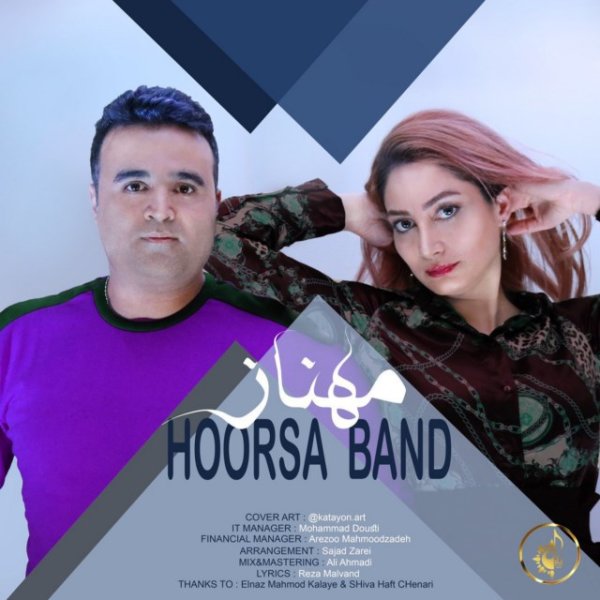 مهناز
HOORSA BAND
COVER ART : @katayon.art
IT MANAGER : Mohammad Dousti
FINANCIAL MANAGER : Arezoo Mahmoodzadeh
ARRANGEMENT : Sajad Zarei
MIX&MASTERING : Ali Ahmadi
LYRICS : Reza Malvand
THANKS TO : Elnaz Mahmod Kalaye & SHiva Haft CHenari